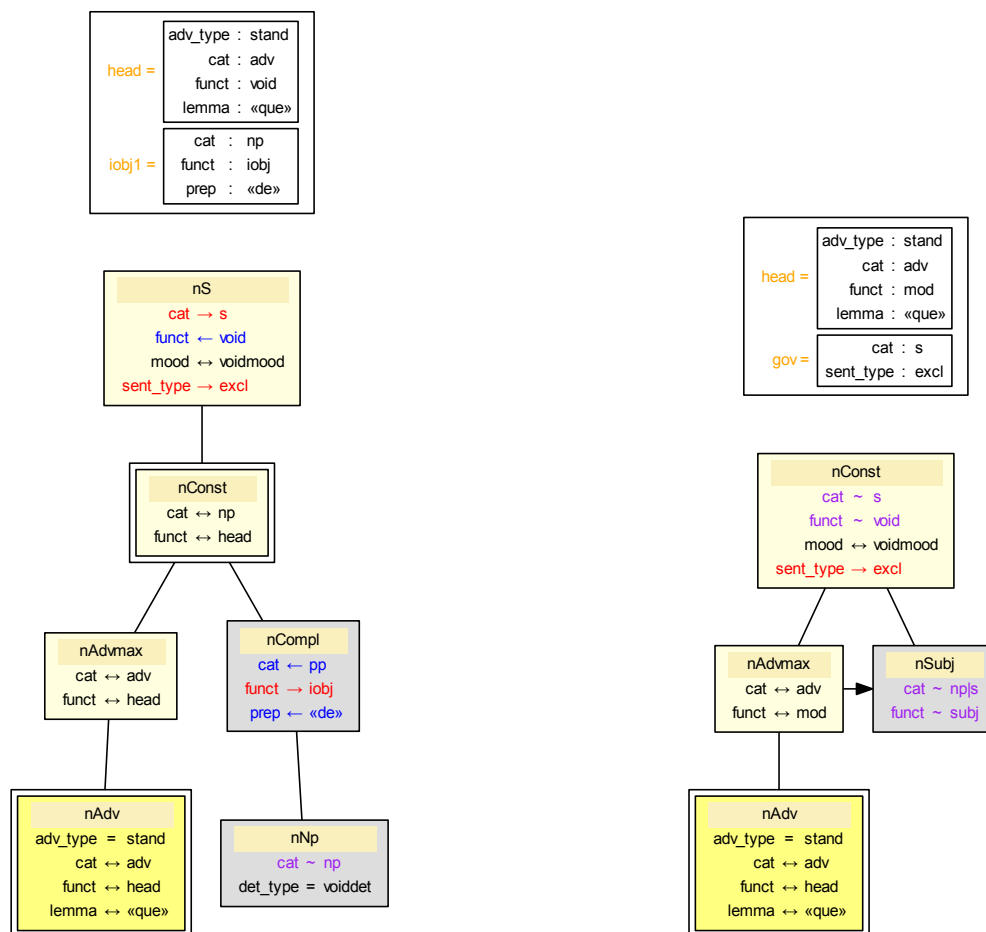 adv_type : stand
cat : adv
head =
funct : void
lemma : «que»
cat : np
iobj1 =
funct : iobj
prep : «de»
nS
cat → s
funct ← void
mood ↔ voidmood
sent_type → excl
nConst
cat ↔ np
funct ↔ head
nAdvmax
cat ↔ adv
funct ↔ head
nCompl
cat ← pp
funct → iobj
prep ← «de»
nAdv
adv_type = stand
cat ↔ adv
funct ↔ head
lemma ↔ «que»
nNp
cat ~ np
det_type = voiddet
adv_type : stand
cat : adv
head =
funct : mod
lemma : «que»
cat : s
gov =
sent_type : excl
nConst
cat ~ s
funct ~ void
mood ↔ voidmood
sent_type → excl
nAdvmax
cat ↔ adv
funct ↔ mod
nSubj
cat ~ np|s
funct ~ subj
nAdv
adv_type = stand
cat ↔ adv
funct ↔ head
lemma ↔ «que»